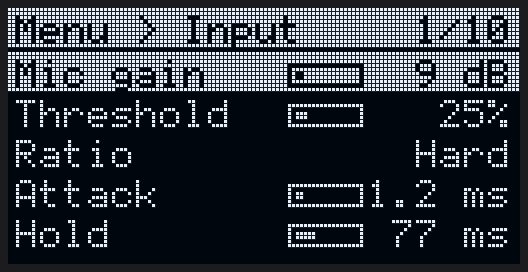 Menu > Input 1/10
Mic gain 9 dB
Threshold 25%
Ratio Hard
Attack 1.2 ms
Hold 77 ms